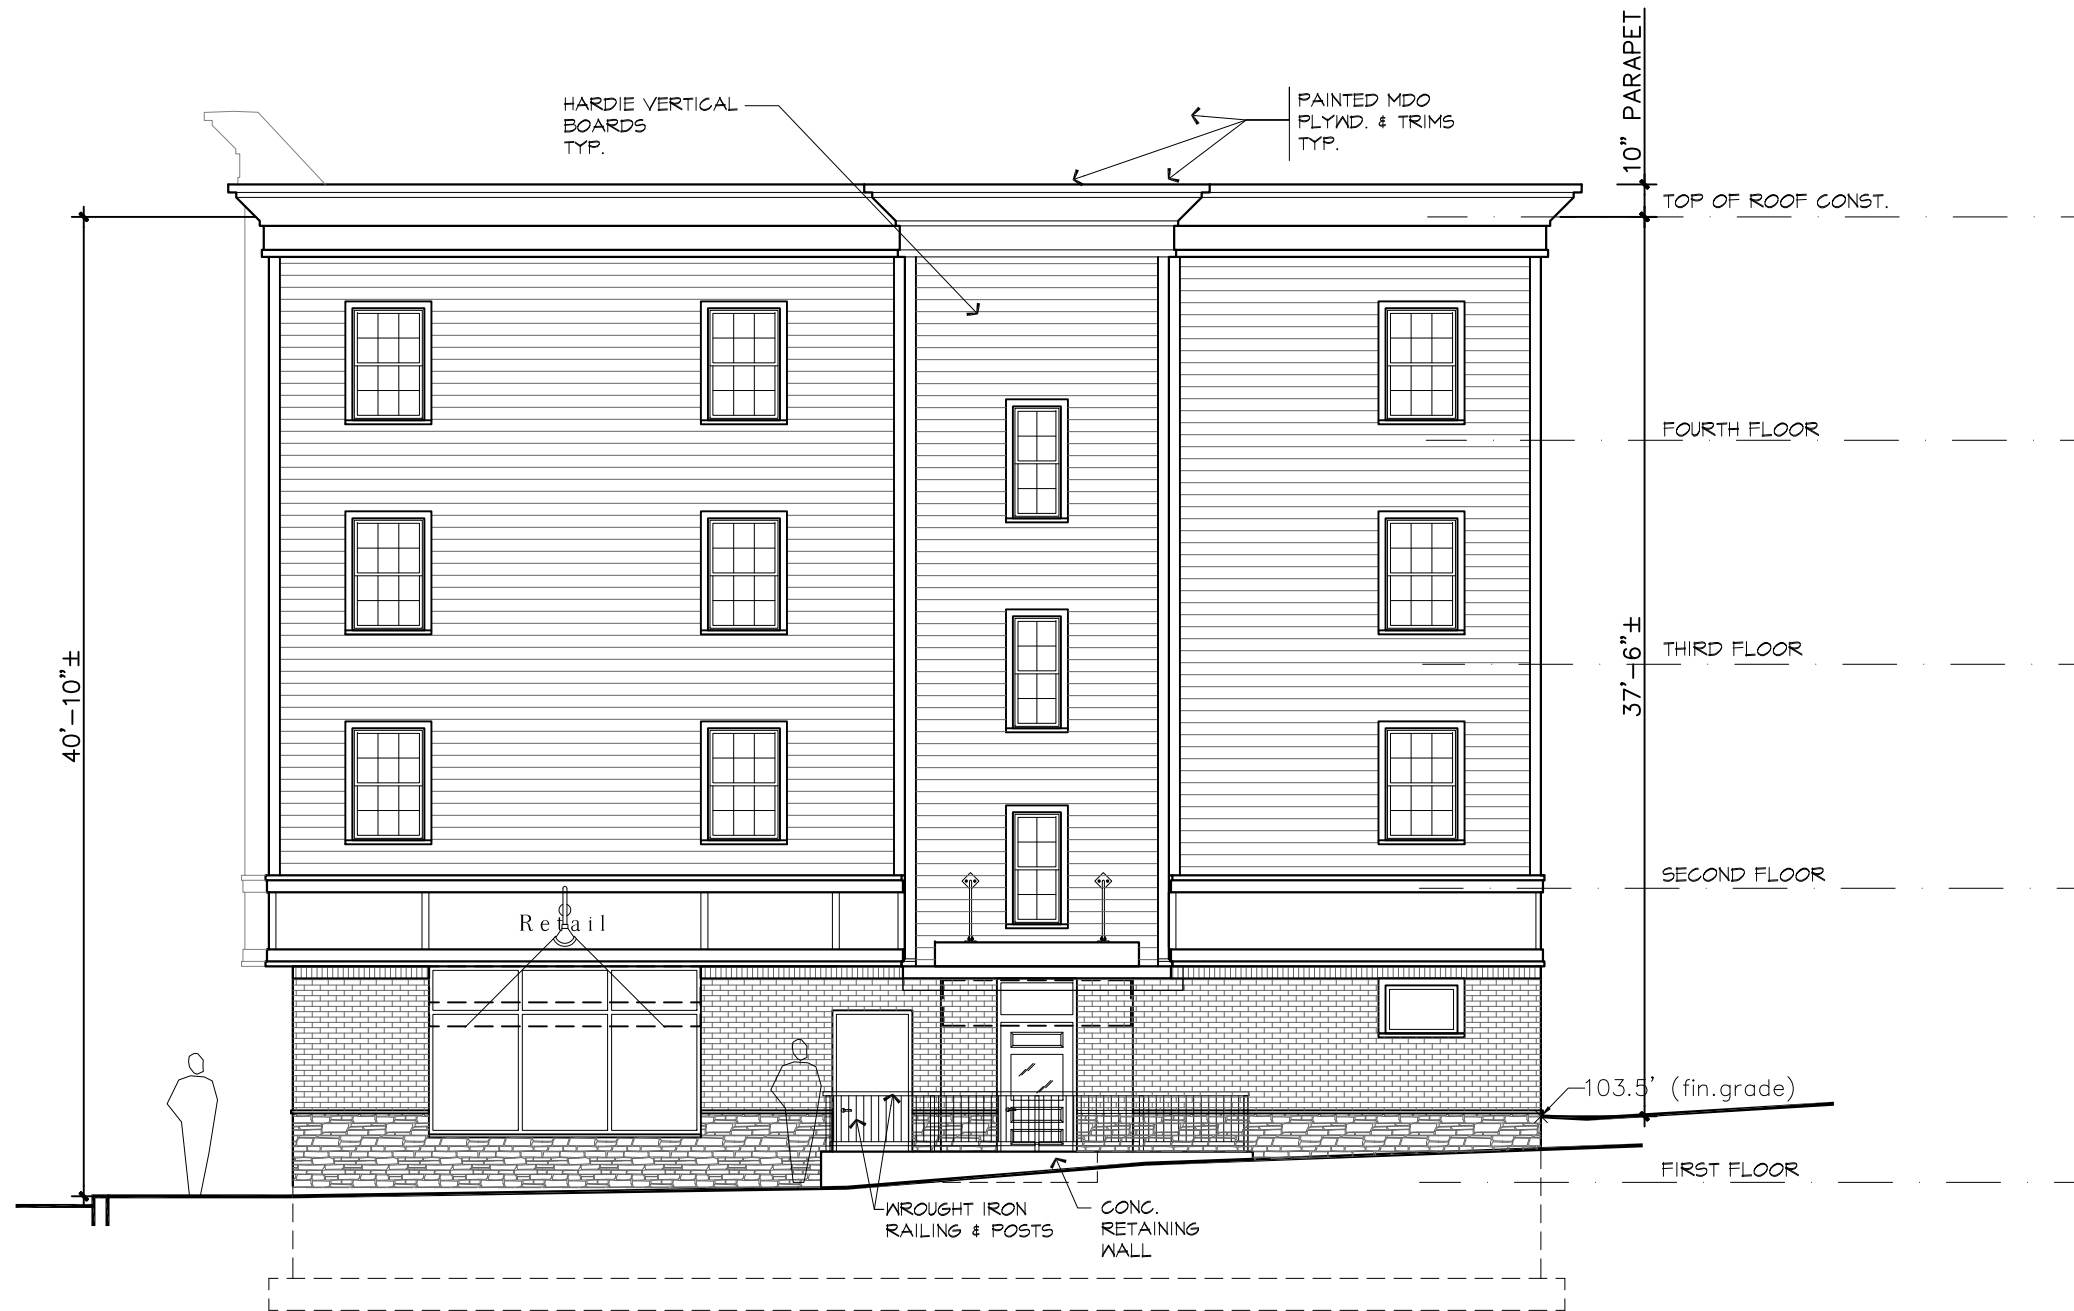 10" PARAPET
HARDIE VERTICAL
BOARDS
TYP.
PAINTED MDO
PLYWD. & TRIMS
TYP.
TOP OF ROOF CONST.
FOURTH FLOOR
THIRD FLOOR
37'-6"±
40'-10"±
SECOND FLOOR
Retail
103.5' (fin.grade)
FIRST FLOOR
WROUGHT IRON
RAILING & POSTS
CONC.
RETAINING
WALL